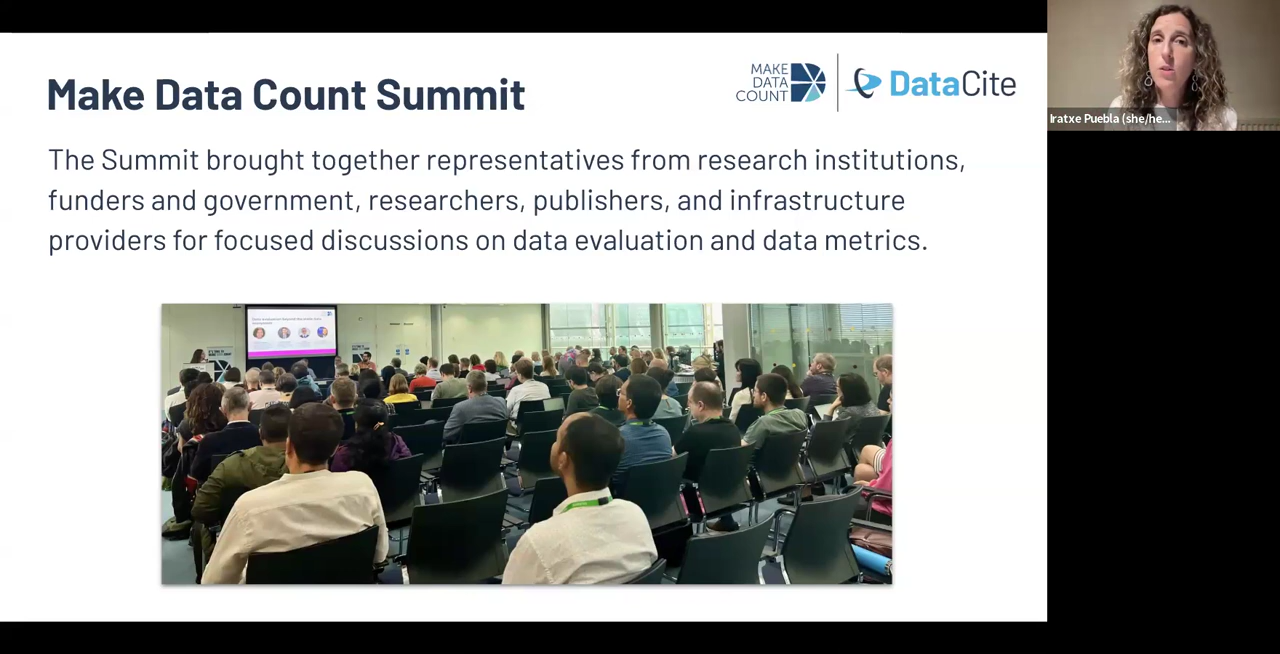 Make Data Count Summit
MAKE
DATA
COUNT
DataCite
The Summit brought together representatives from research institutions,
funders and government, researchers, publishers, and infrastructure
providers for focused discussions on data evaluation and data metrics.
Iratxe Puebla (she/he...